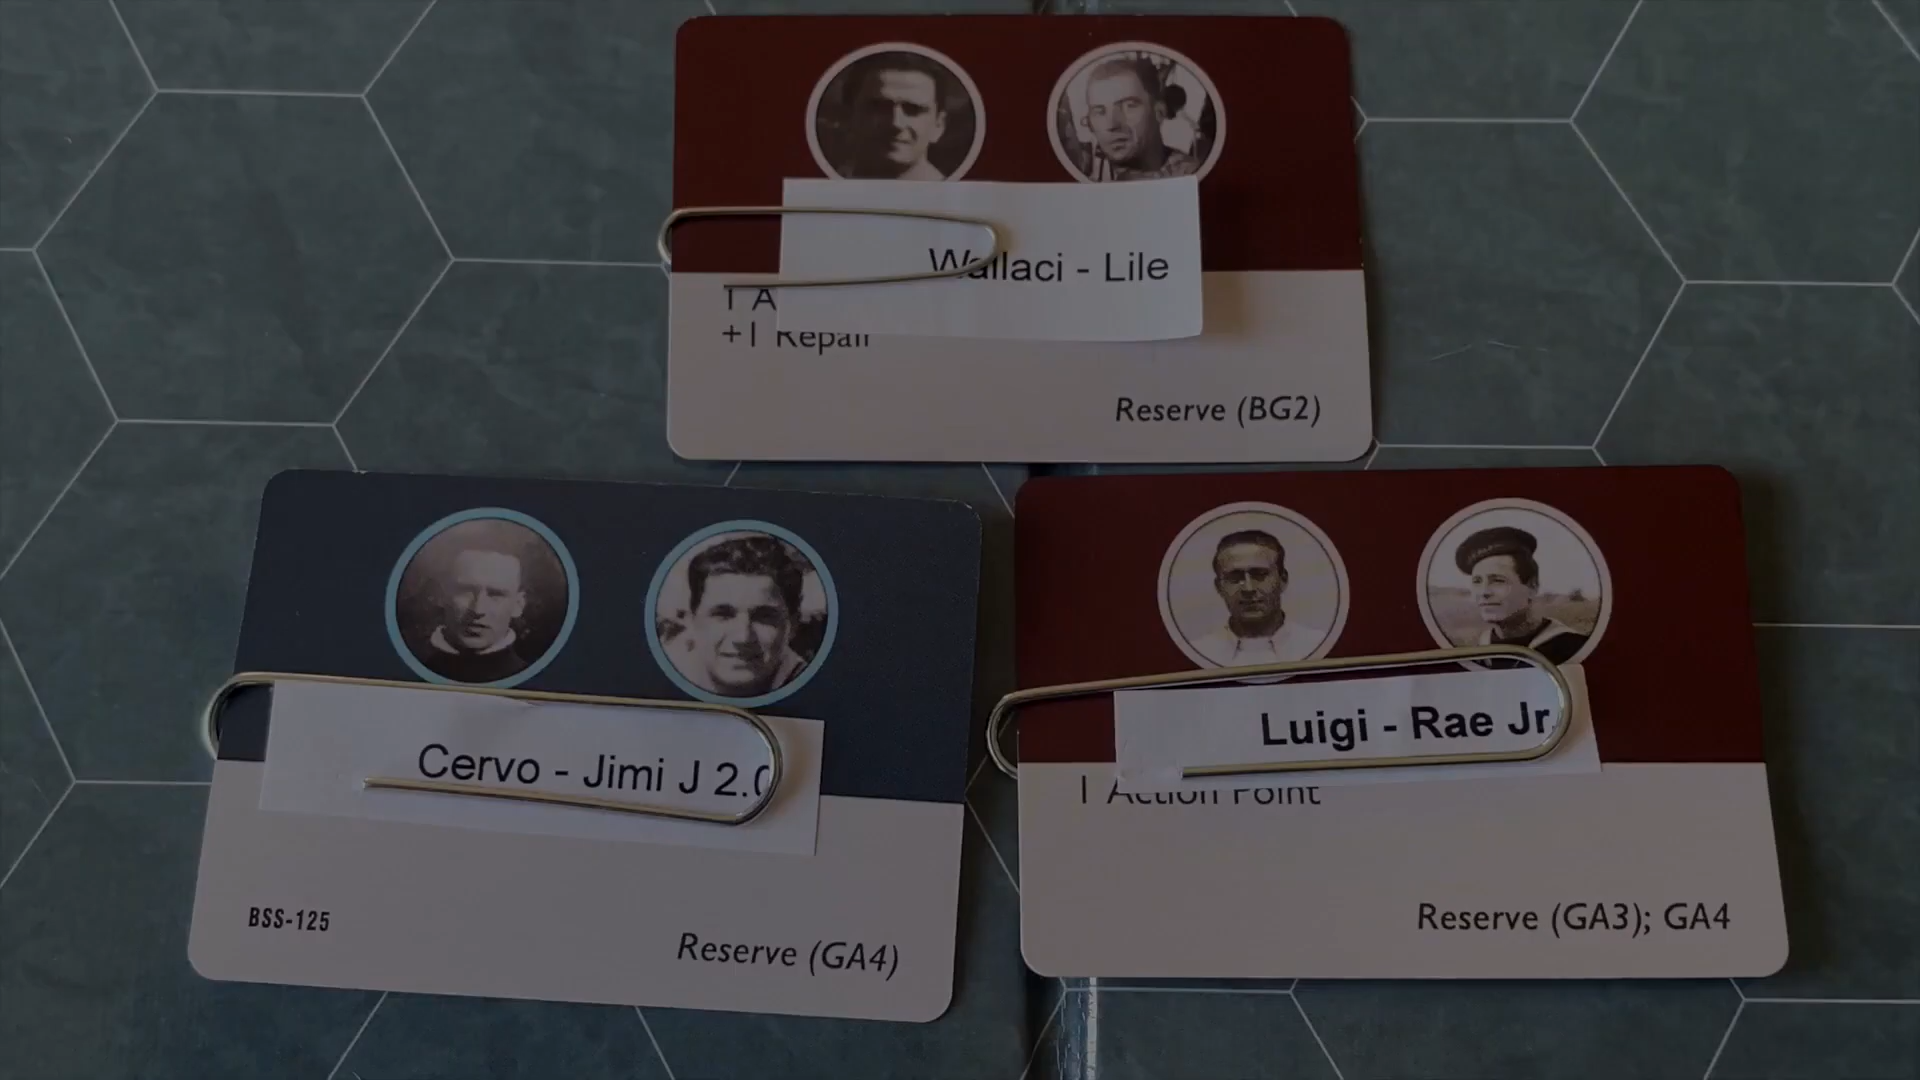 Wallaci - Lile
1 A
+1 Repair
Reserve (BG2)
Cervo - Jimi J 2.0
BSS-125
Reserve (GA4)
Luigi - Rae Jr
1 Action Point
Reserve (GA3); GA4